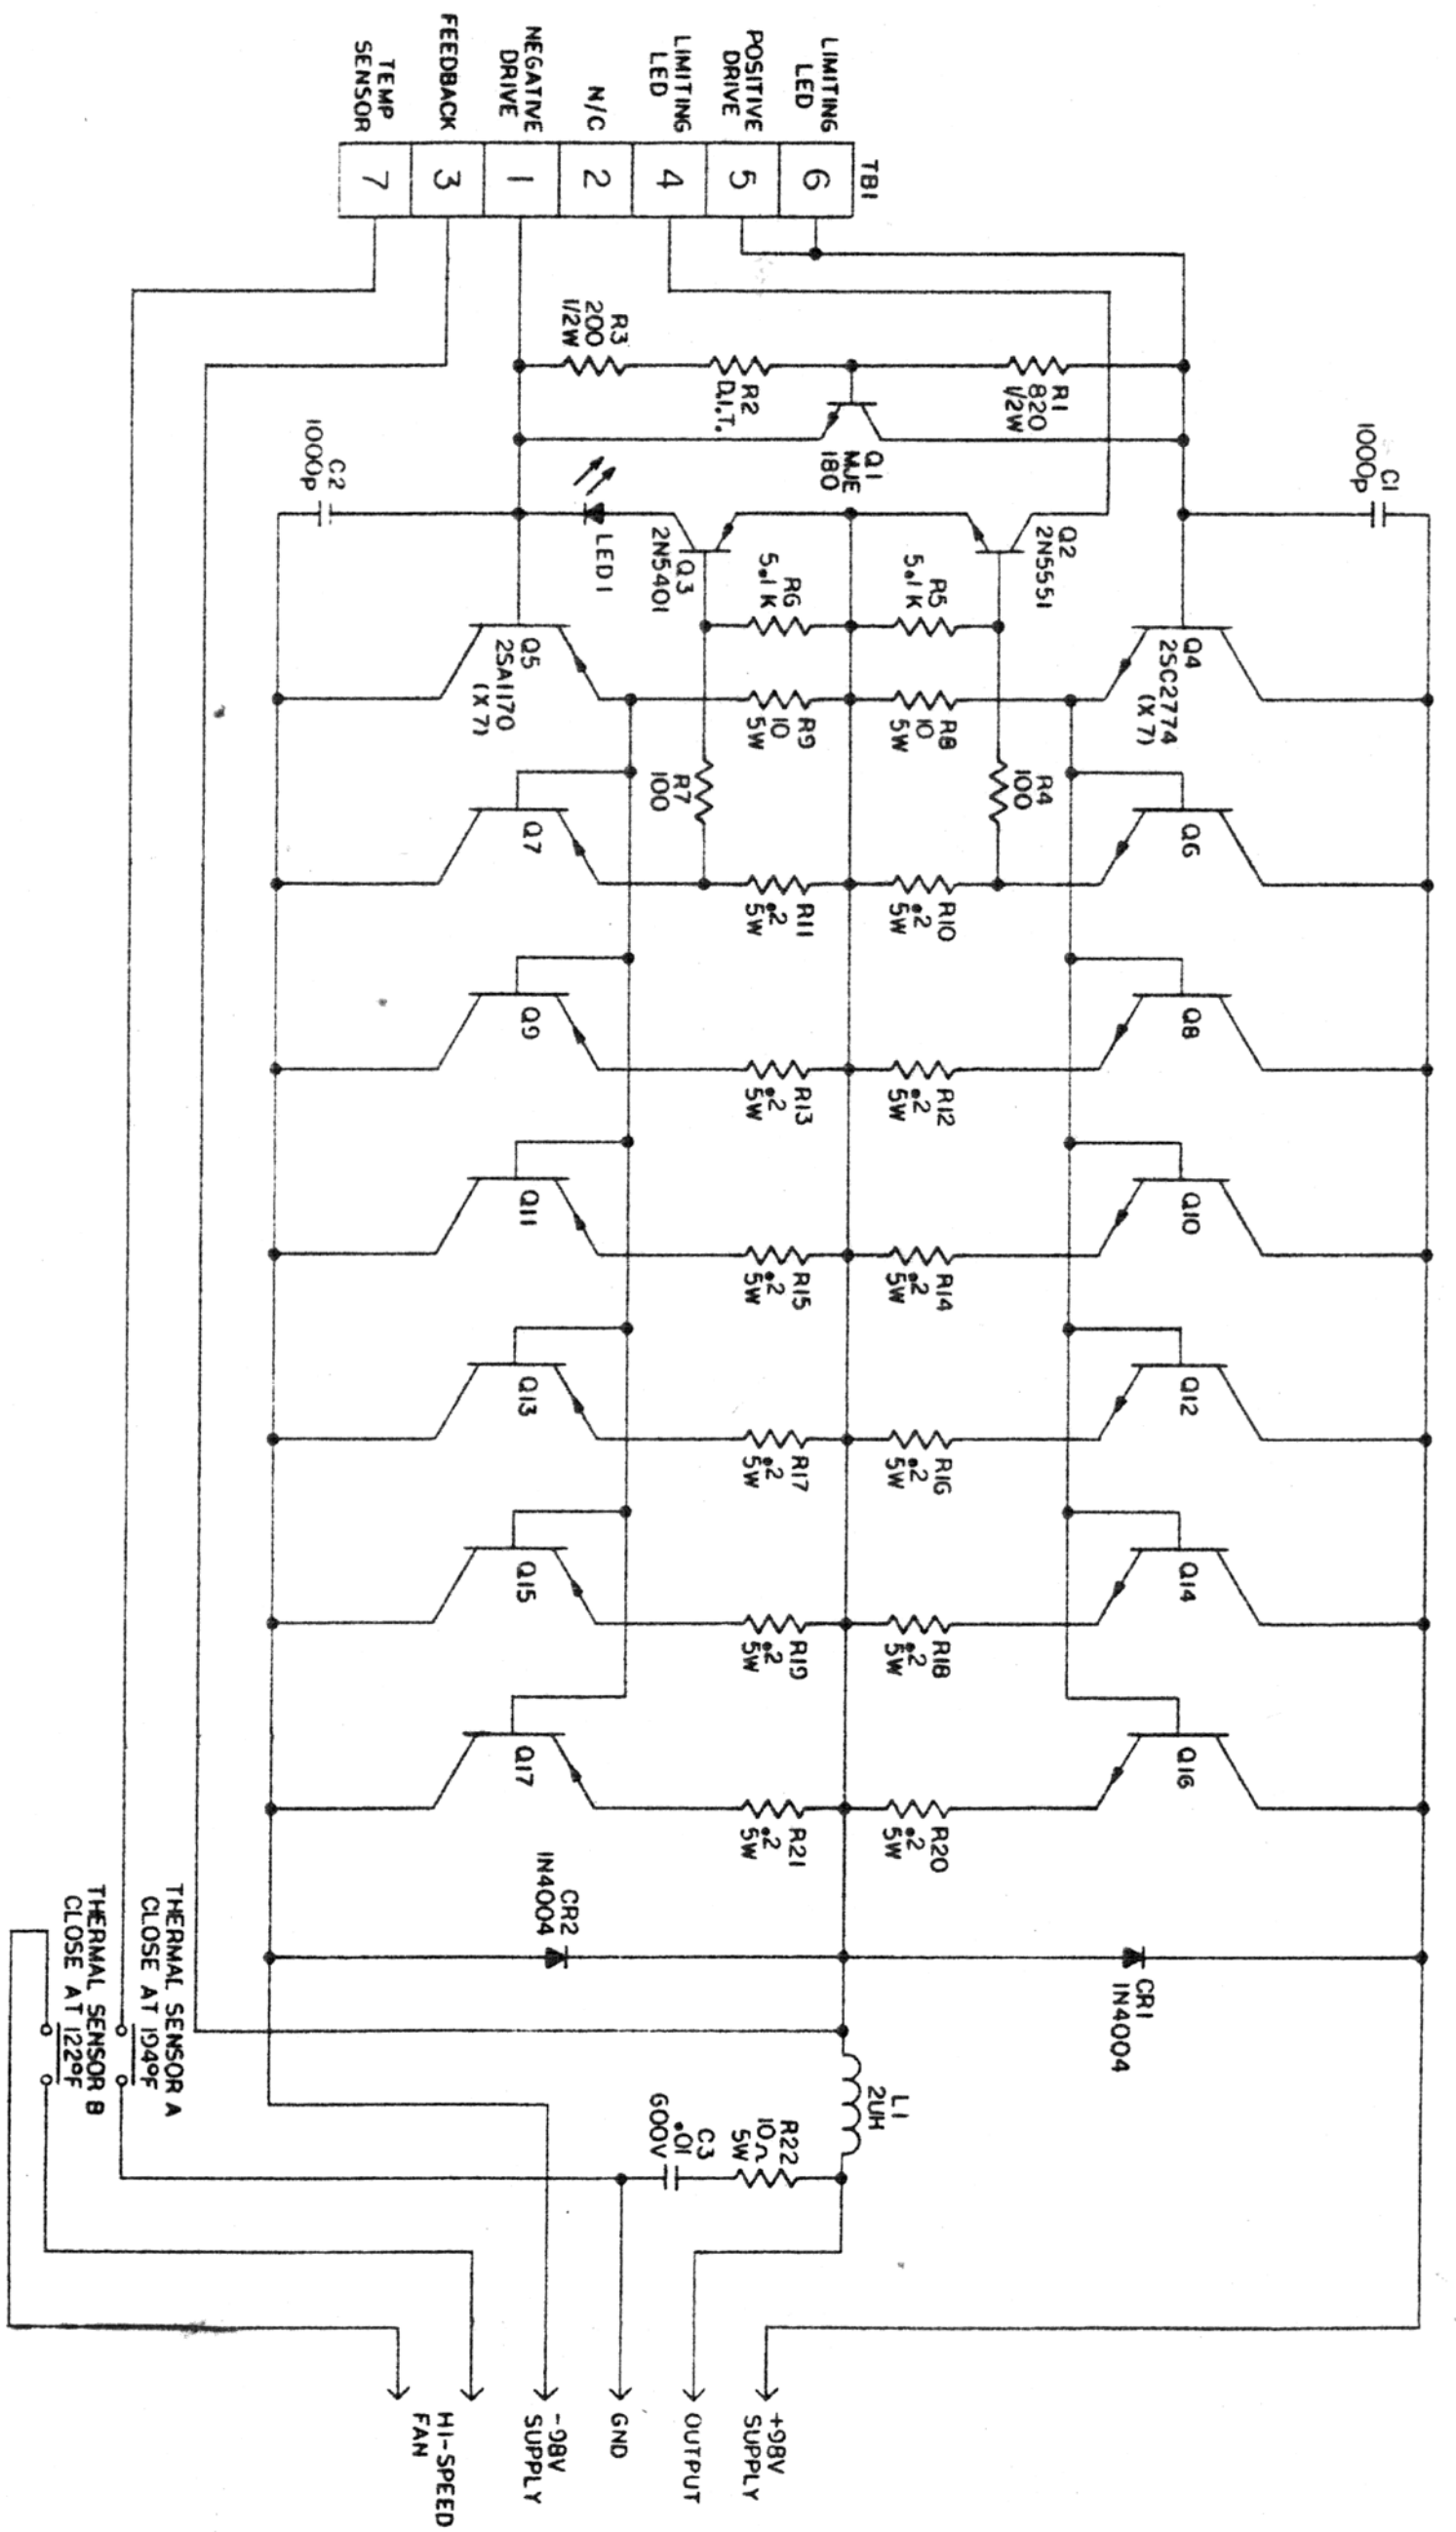 TB1
LIMITING
LED
6
POSITIVE
DRIVE
5
LIMITING
LED
4
N/C
2
NEGATIVE
DRIVE
1
FEEDBACK
3
TEMP
SENSOR
7
C1
1000p
R1
820
1/2W
R2
D.I.T.
R3
200
1/2W
Q1
MJE
180
C2
1000p
Q2
2N5551
LED1
Q3
2N5401
R5
5.1K
R6
5.1K
Q4
2SC2774
(X7)
Q5
2SA1170
(X7)
R8
10
5W
R9
10
5W
R4
100
R7
100
Q6
Q7
R10
.2
5W
R11
.2
5W
Q8
Q9
R12
.2
5W
R13
.2
5W
Q10
Q11
R14
.2
5W
R15
.2
5W
Q12
Q13
R16
.2
5W
R17
.2
5W
Q14
Q15
R18
.2
5W
R19
.2
5W
Q16
Q17
R20
.2
5W
R21
.2
5W
CR1
1N4004
CR2
1N4004
L1
2UH
R22
10Ω
5W
C3
.01
600V
THERMAL SENSOR A
CLOSE AT 194°F
THERMAL SENSOR B
CLOSE AT 122°F
+98V
SUPPLY
OUTPUT
GND
-98V
SUPPLY
HI-SPEED
FAN